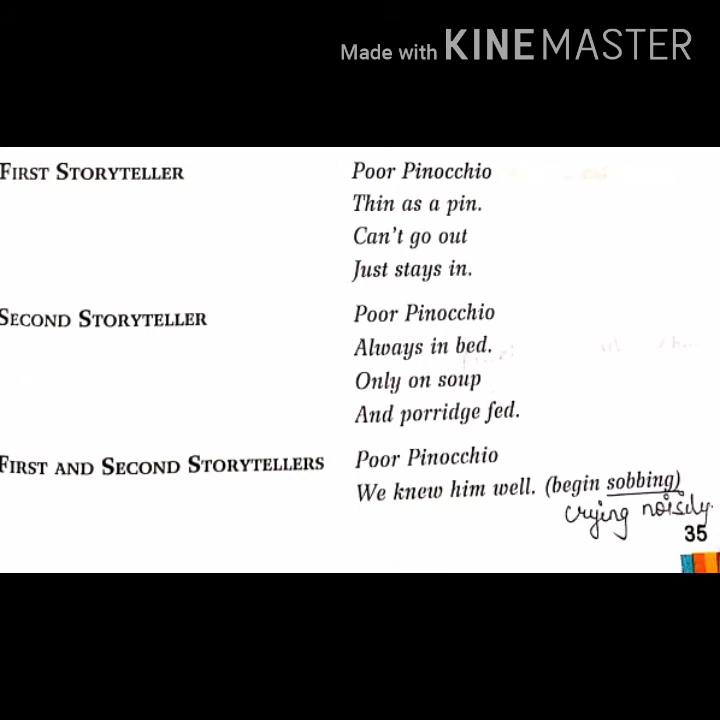 Made with KINEMASTER
FIRST STORYTELLER Poor Pinocchio
Thin as a pin.
Can't go out
Just stays in.
SECOND STORYTELLER Poor Pinocchio
Always in bed.
Only on soup
And porridge fed.
FIRST AND SECOND STORYTELLERS Poor Pinocchio
We knew him well. (begin sobbing)
crying noisily.
35